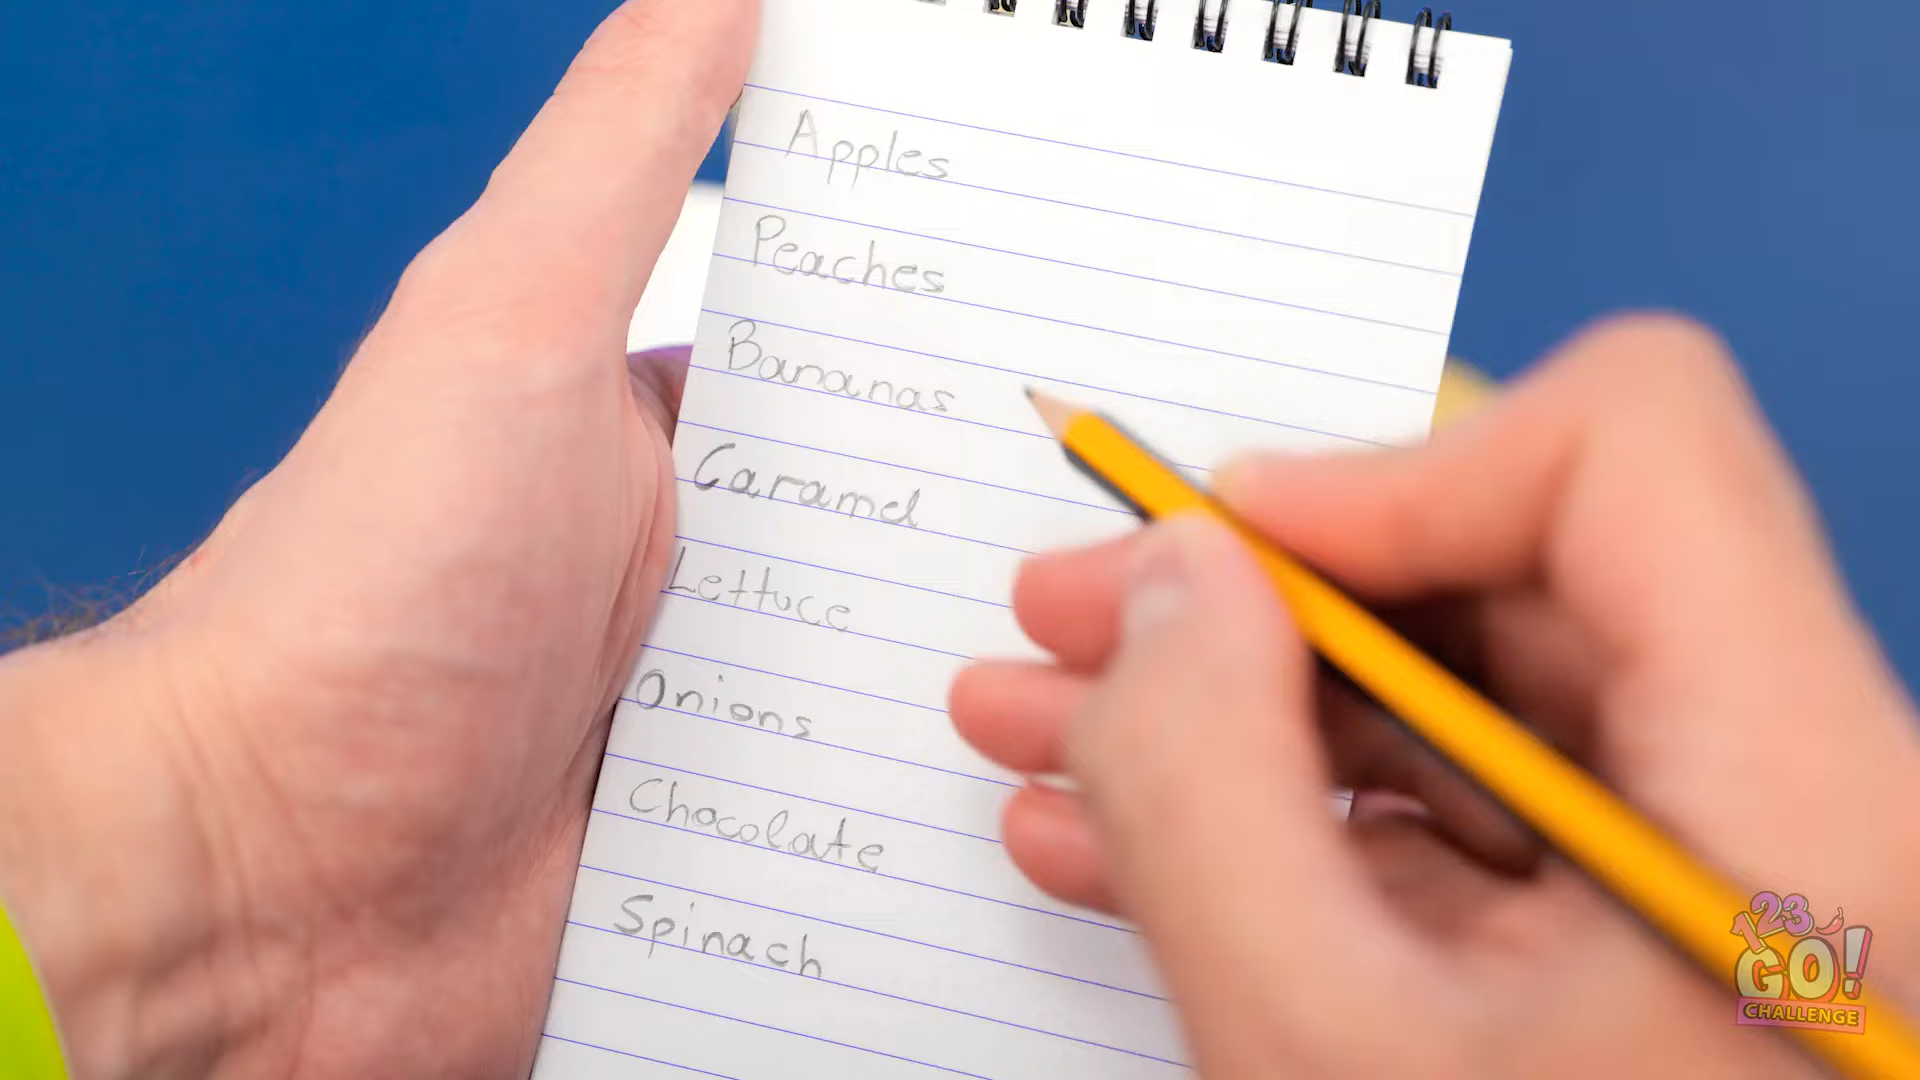 Apples
Peaches
Bananas
Caramel
Lettuce
Onions
Chocolate
Spinach
123
GO!
CHALLENGE